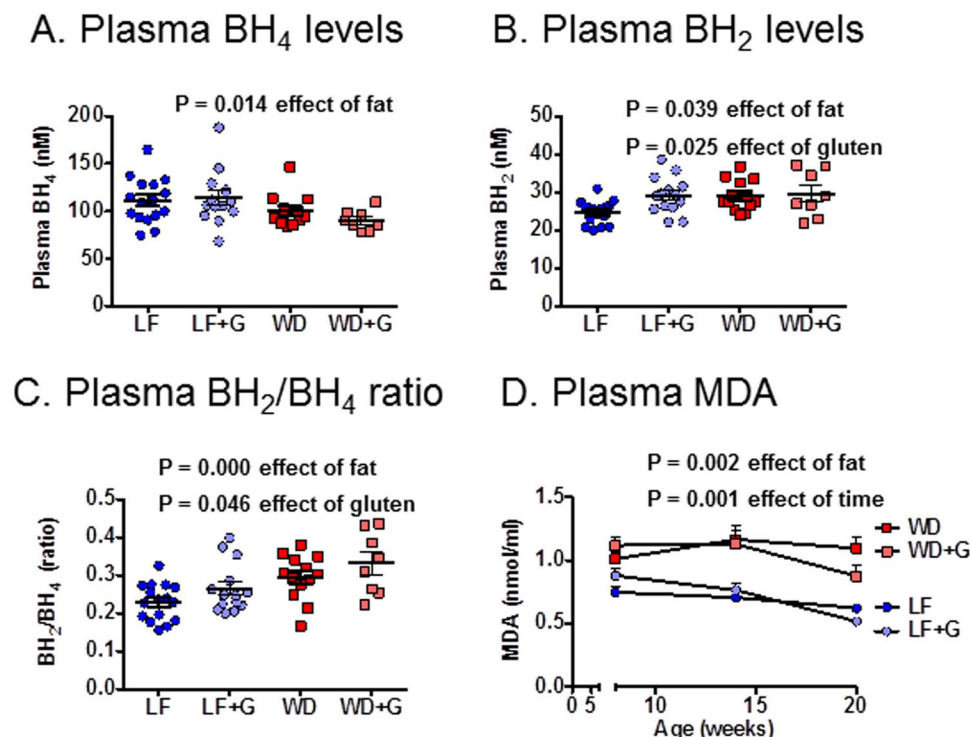 A. Plasma BH₄ levels
P = 0.014 effect of fat
Plasma BH₄ (nM)
200
150
100
50
0
LF LF+G WD WD+G
B. Plasma BH₂ levels
P = 0.039 effect of fat
P = 0.025 effect of gluten
Plasma BH₂ (nM)
50
40
30
20
10
0
LF LF+G WD WD+G
C. Plasma BH₂/BH₄ ratio
P = 0.000 effect of fat
P = 0.046 effect of gluten
BH₂/BH₄ (ratio)
0.5
0.4
0.3
0.2
0.1
0.0
LF LF+G WD WD+G
D. Plasma MDA
P = 0.002 effect of fat
P = 0.001 effect of time
MDA (nmol/ml)
1.5
1.0
0.5
0.0
WD
WD+G
LF
LF+G
0 5 10 15 20
Age (weeks)